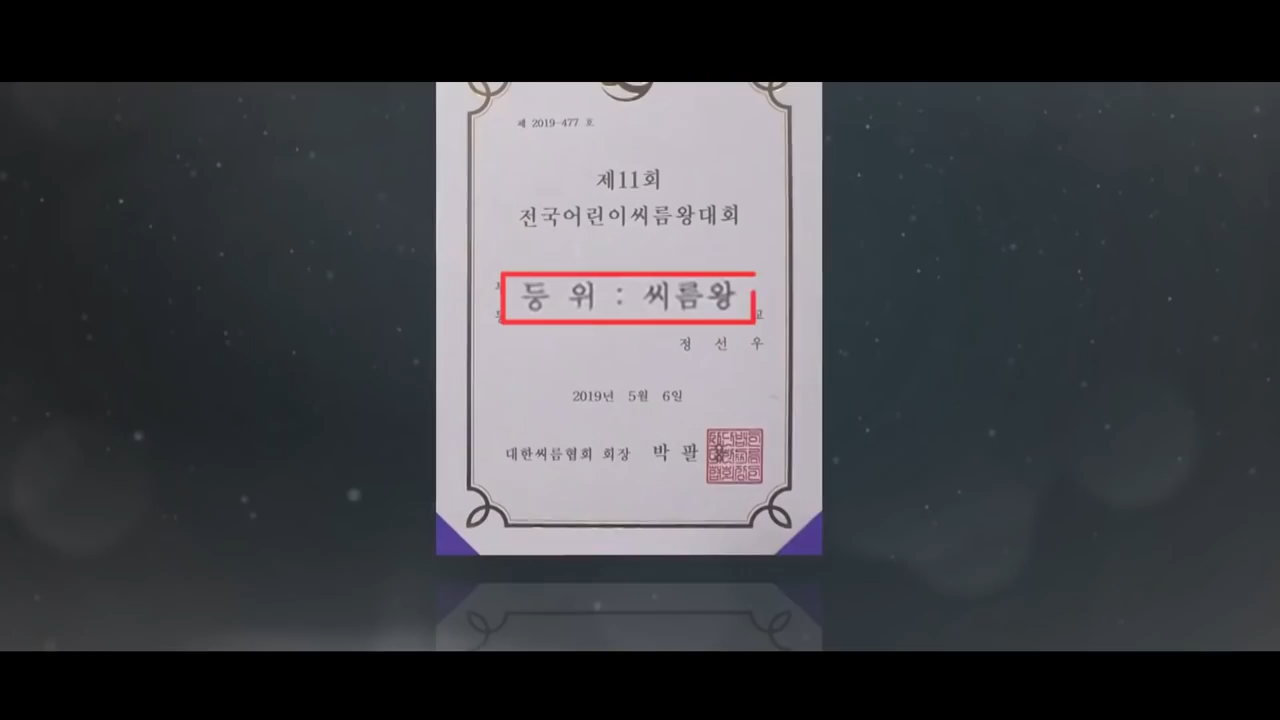 제 2019-477 호
제11회
전국어린이씨름왕대회
등 위 : 씨름왕
정 선 우
2019년 5월 6일
대한씨름협회 회장 박 팔